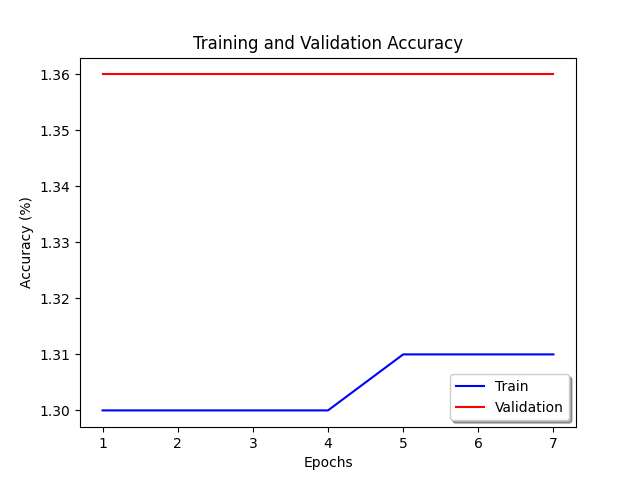 Training and Validation Accuracy
Accuracy (%)
1.36
1.35
1.34
1.33
1.32
1.31
1.30
1 2 3 4 5 6 7
Epochs
Train
Validation